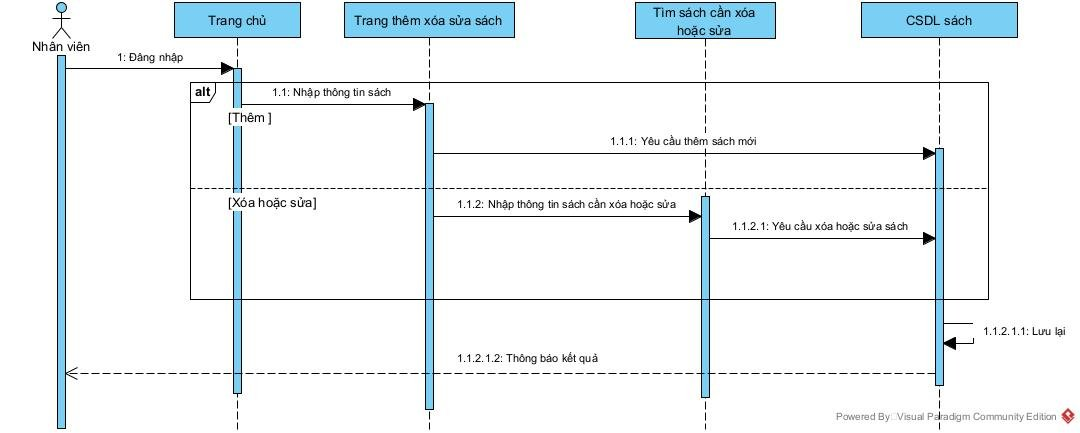 Trang chủ
Trang thêm xóa sửa sách
Tìm sách cần xóa
hoặc sửa
CSDL sách
Nhân viên
1: Đăng nhập
alt
1.1: Nhập thông tin sách
[Thêm ]
1.1.1: Yêu cầu thêm sách mới
[Xóa hoặc sửa]
1.1.2: Nhập thông tin sách cần xóa hoặc sửa
1.1.2.1: Yêu cầu xóa hoặc sửa sách
1.1.2.1.1: Lưu lại
1.1.2.1.2: Thông báo kết quả
Powered By Visual Paradigm Community Edition